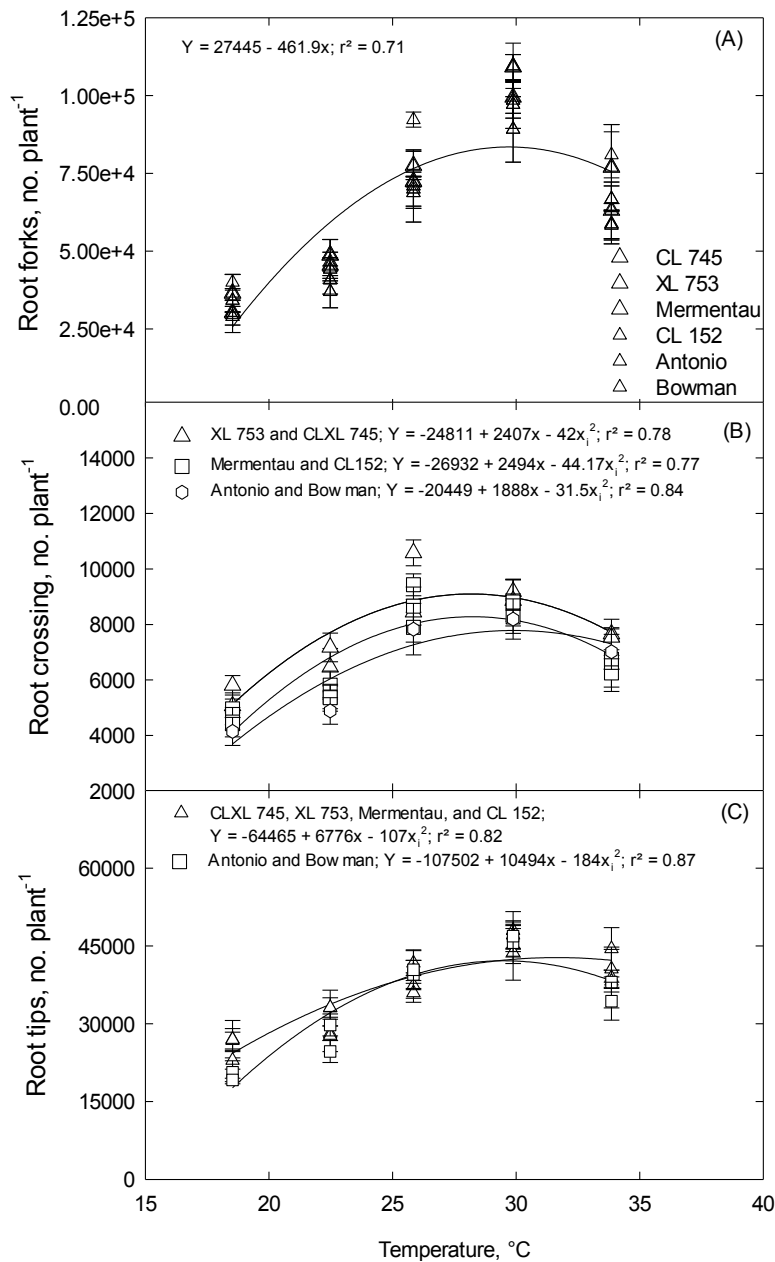 1.25e+5
Y = 27445 - 461.9x; r² = 0.71
(A)
1.00e+5
7.50e+4
5.00e+4
2.50e+4
0.00
Root forks, no. plant⁻¹
CL 745
XL 753
Mermentau
CL 152
Antonio
Bowman
XL 753 and CLXL 745; Y = -24811 + 2407x - 42xᵢ²; r² = 0.78
(B)
Mermentau and CL152; Y = -26932 + 2494x - 44.17xᵢ²; r² = 0.77
Antonio and Bowman; Y = -20449 + 1888x - 31.5xᵢ²; r² = 0.84
14000
12000
10000
8000
6000
4000
2000
Root crossing, no. plant⁻¹
CLXL 745, XL 753, Mermentau, and CL 152;
(C)
Y = -64465 + 6776x - 107xᵢ²; r² = 0.82
Antonio and Bowman; Y = -107502 + 10494x - 184xᵢ²; r² = 0.87
60000
45000
30000
15000
0
Root tips, no. plant⁻¹
15 20 25 30 35 40
Temperature, °C